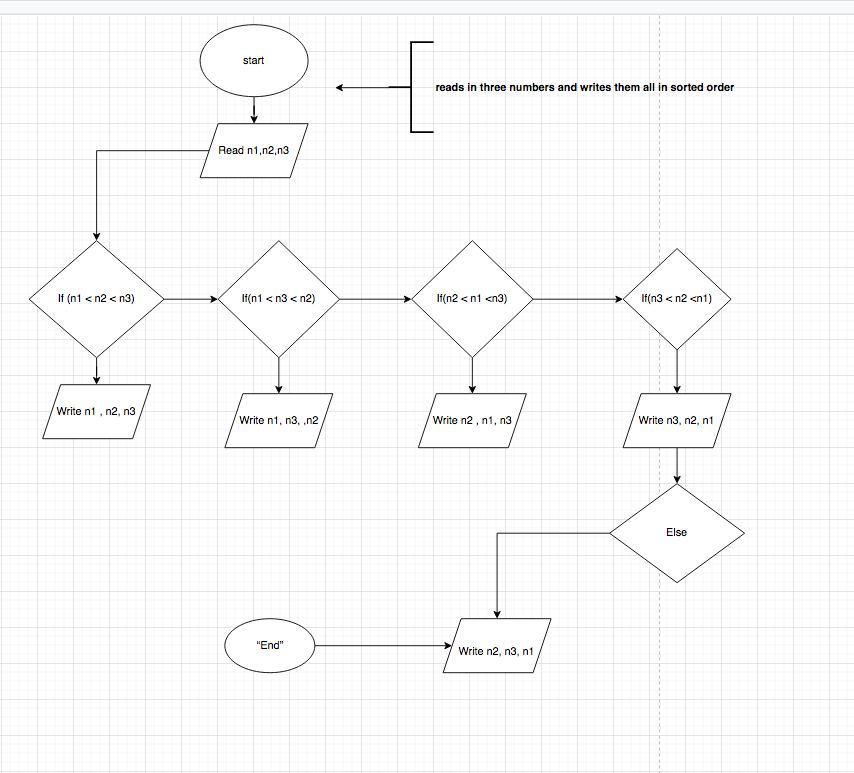 start
reads in three numbers and writes them all in sorted order
Read n1,n2,n3
If (n1 < n2 < n3)
If(n1 < n3 < n2)
If(n2 < n1 <n3)
If(n3 < n2 <n1)
Write n1 , n2, n3
Write n1, n3, ,n2
Write n2 , n1, n3
Write n3, n2, n1
Else
“End”
Write n2, n3, n1